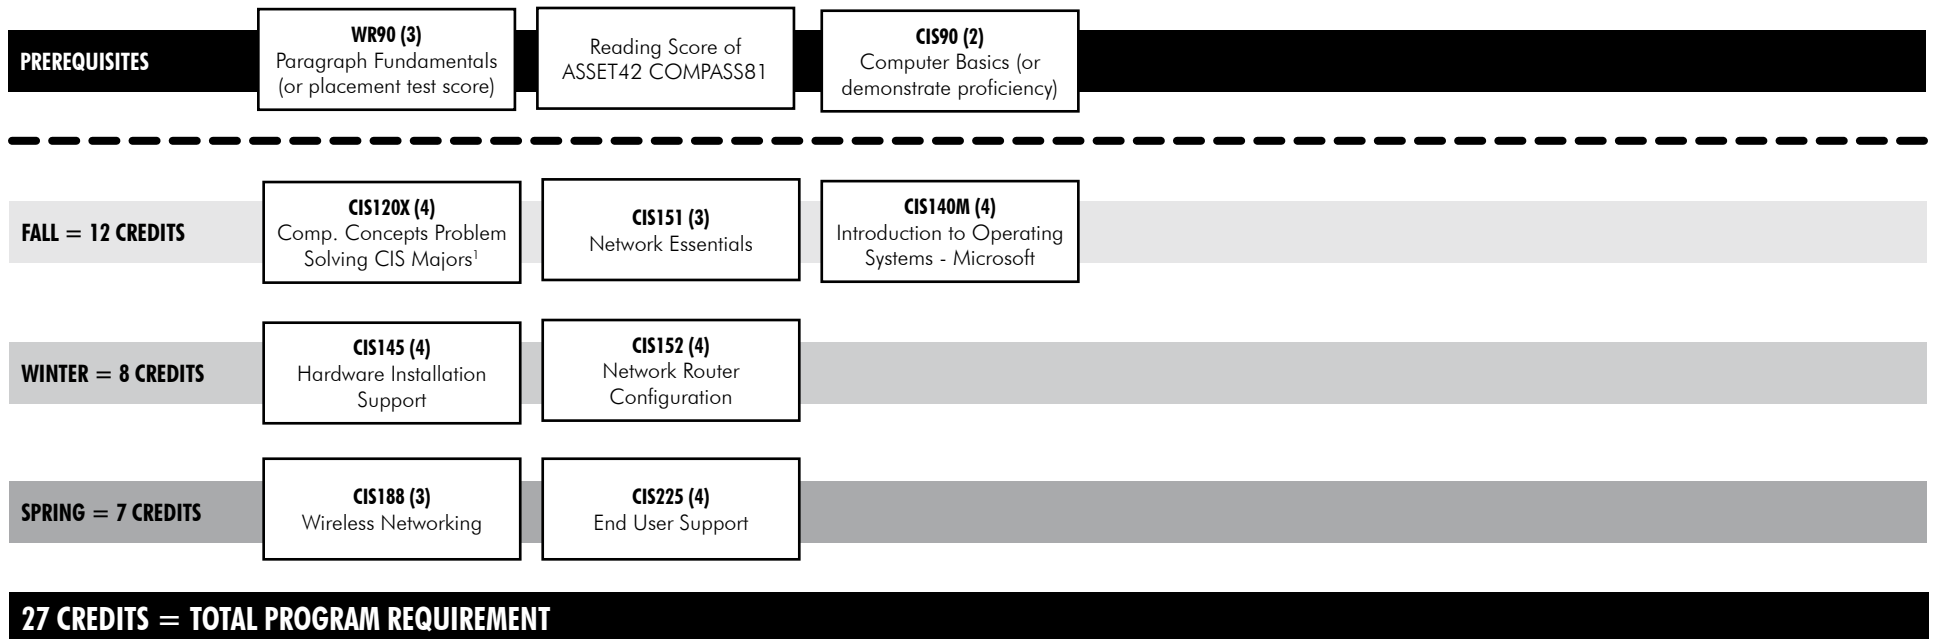 PREREQUISITES
WR90 (3)
Paragraph Fundamentals
(or placement test score)
Reading Score of
ASSET42 COMPASS81
CIS90 (2)
Computer Basics (or
demonstrate proficiency)
FALL = 12 CREDITS
CIS120X (4)
Comp. Concepts Problem
Solving CIS Majors¹
CIS151 (3)
Network Essentials
CIS140M (4)
Introduction to Operating
Systems - Microsoft
WINTER = 8 CREDITS
CIS145 (4)
Hardware Installation
Support
CIS152 (4)
Network Router
Configuration
SPRING = 7 CREDITS
CIS188 (3)
Wireless Networking
CIS225 (4)
End User Support
27 CREDITS = TOTAL PROGRAM REQUIREMENT